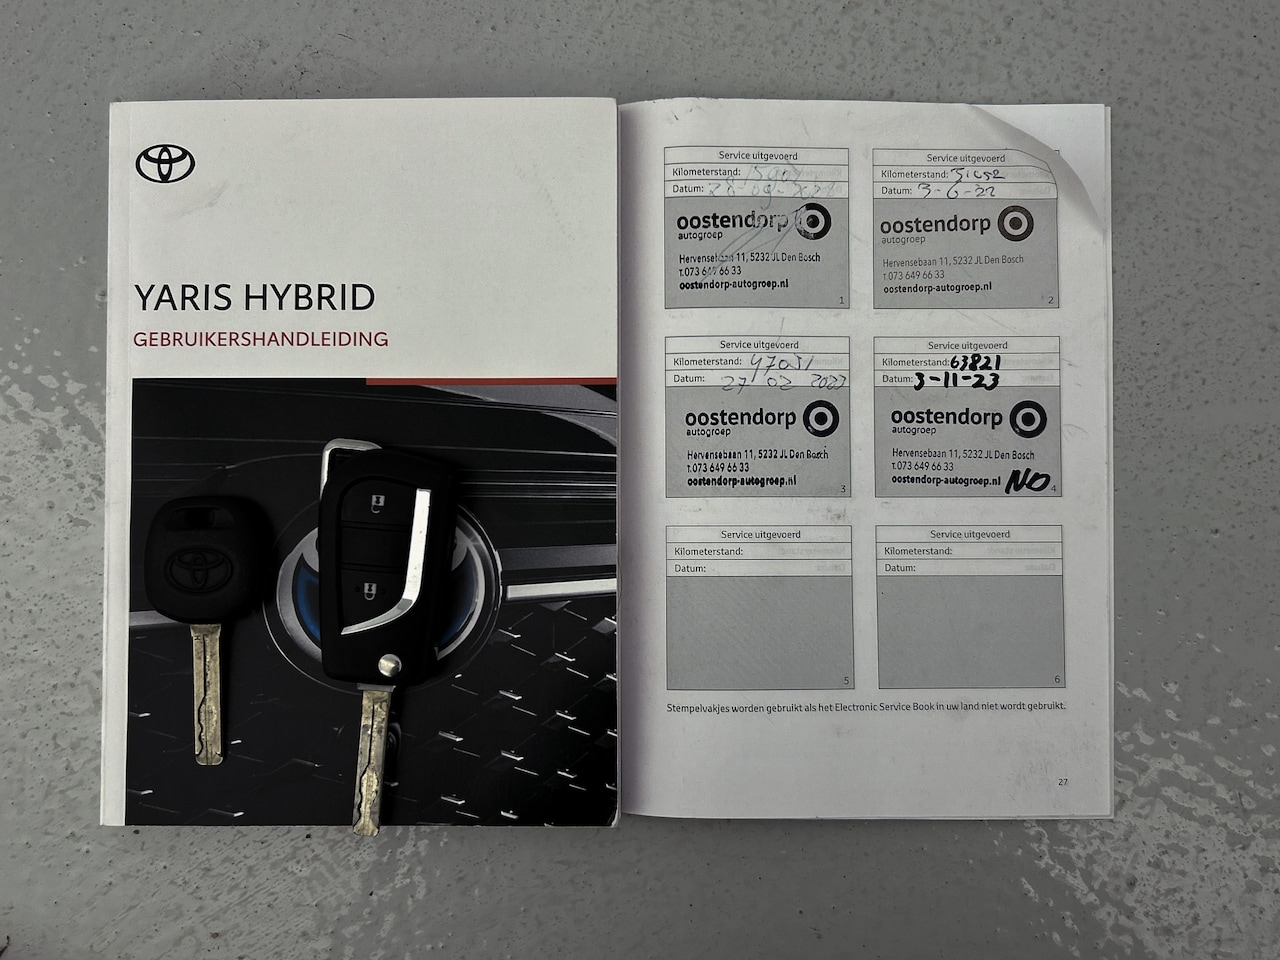 YARIS HYBRID
GEBRUIKERSHANDLEIDING
Service uitgevoerd
Kilometerstand:
Datum:
oostendorp
autogroep
Hervensebaan 11, 5232 JL Den Bosch
t.073 649 66 33
oostendorp-autogroep.nl
1
Service uitgevoerd
Kilometerstand:
Datum: 3-6-22
oostendorp
autogroep
Hervensebaan 11, 5232 JL Den Bosch
t.073 649 66 33
oostendorp-autogroep.nl
2
Service uitgevoerd
Kilometerstand: 47051
Datum: 27 02 2023
oostendorp
autogroep
Hervensebaan 11, 5232 JL Den Bosch
t.073 649 66 33
oostendorp-autogroep.nl
3
Service uitgevoerd
Kilometerstand: 63821
Datum: 3-11-23
oostendorp
autogroep
Hervensebaan 11, 5232 JL Den Bosch
t.073 649 66 33
oostendorp-autogroep.nl NO
4
Service uitgevoerd
Kilometerstand:
Datum:
5
Service uitgevoerd
Kilometerstand:
Datum:
6
Stempelvakjes worden gebruikt als het Electronic Service Book in uw land niet wordt gebruikt.
27